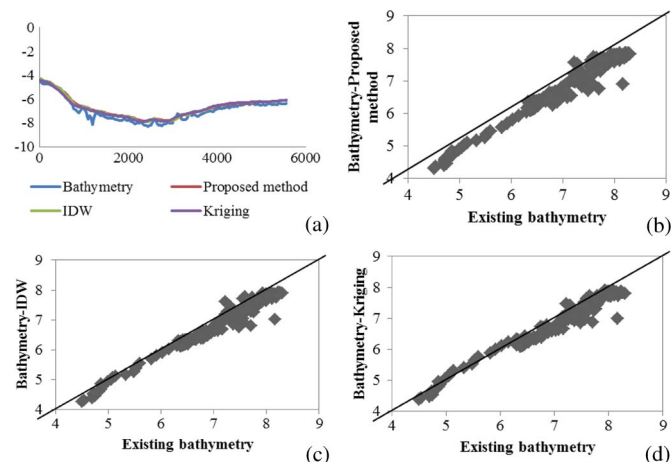 0
-2
-4
-6
-8
-10
0 2000 4000 6000
Bathymetry Proposed method
IDW Kriging
(a)
Bathymetry-Proposed
method
9
8
7
6
5
4
4 5 6 7 8 9
Existing bathymetry
(b)
Bathymetry-IDW
9
8
7
6
5
4
4 5 6 7 8 9
Existing bathymetry
(c)
Bathymetry-Kriging
9
8
7
6
5
4
4 5 6 7 8 9
Existing bathymetry
(d)